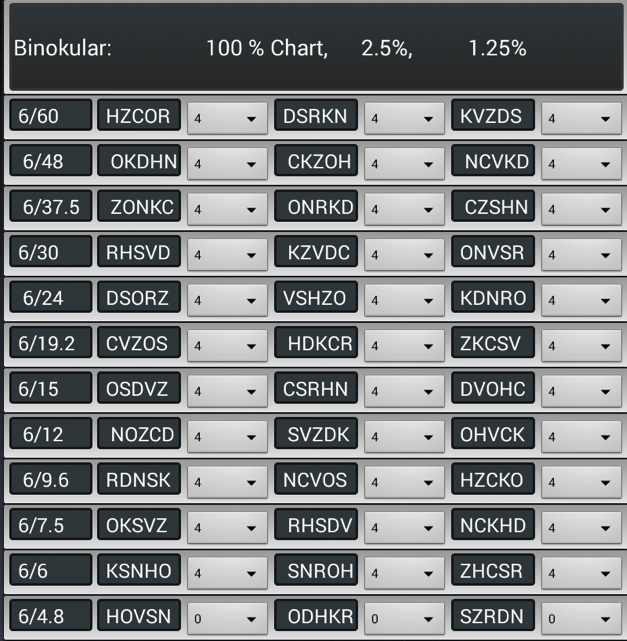 Binokular: 100 % Chart, 2.5%, 1.25%
6/60 HZCOR 4 DSRKN 4 KVZDS 4
6/48 OKDHN 4 CKZOH 4 NCVKD 4
6/37.5 ZONKC 4 ONRKD 4 CZSHN 4
6/30 RHSVD 4 KZVDC 4 ONVSR 4
6/24 DSORZ 4 VSHZO 4 KDNRO 4
6/19.2 CVZOS 4 HDKCR 4 ZKCSV 4
6/15 OSDVZ 4 CSRHN 4 DVOHC 4
6/12 NOZCD 4 SVZDK 4 OHVCK 4
6/9.6 RDNSK 4 NCVOS 4 HZCKO 4
6/7.5 OKSVZ 4 RHSDV 4 NCKHD 4
6/6 KSNHO 4 SNROH 4 ZHCSR 4
6/4.8 HOVSN 0 ODHKR 0 SZRDN 0